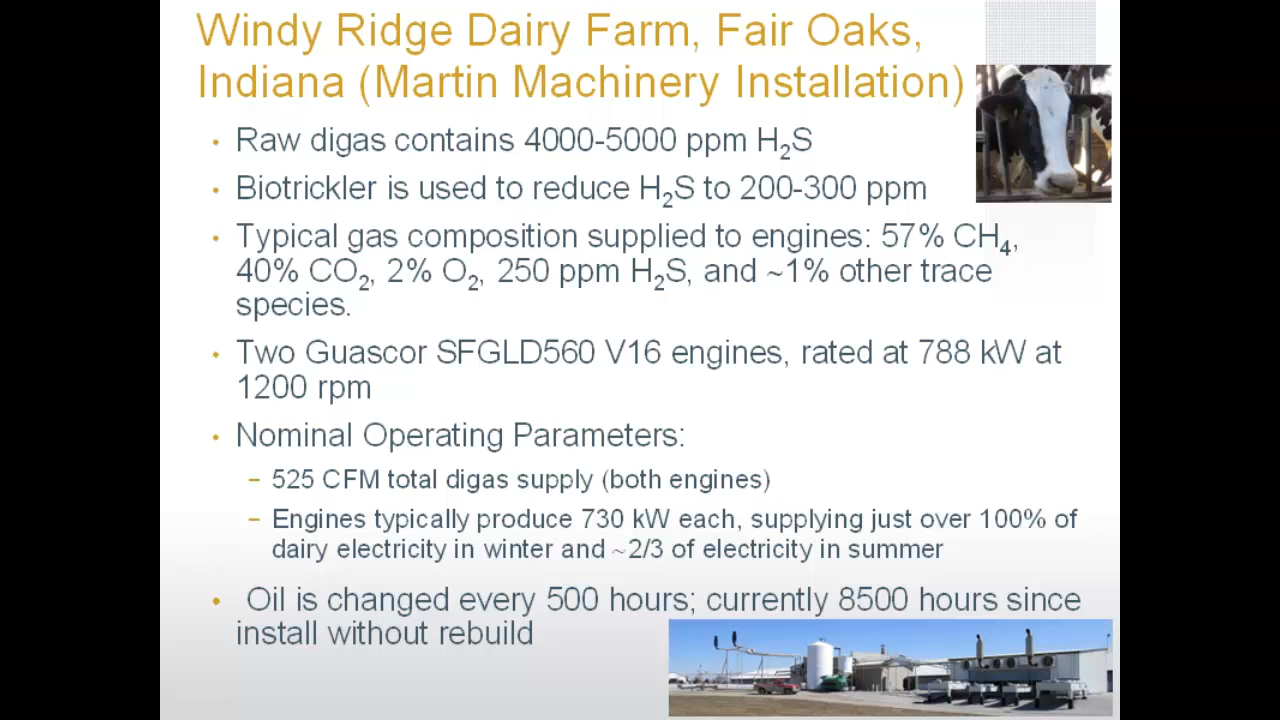 Windy Ridge Dairy Farm, Fair Oaks,
Indiana (Martin Machinery Installation)
• Raw digas contains 4000-5000 ppm H₂S
• Biotrickler is used to reduce H₂S to 200-300 ppm
• Typical gas composition supplied to engines: 57% CH₄,
40% CO₂, 2% O₂, 250 ppm H₂S, and ~1% other trace
species.
• Two Guascor SFGLD560 V16 engines, rated at 788 kW at
1200 rpm
• Nominal Operating Parameters:
– 525 CFM total digas supply (both engines)
– Engines typically produce 730 kW each, supplying just over 100% of
dairy electricity in winter and ~2/3 of electricity in summer
• Oil is changed every 500 hours; currently 8500 hours since
install without rebuild